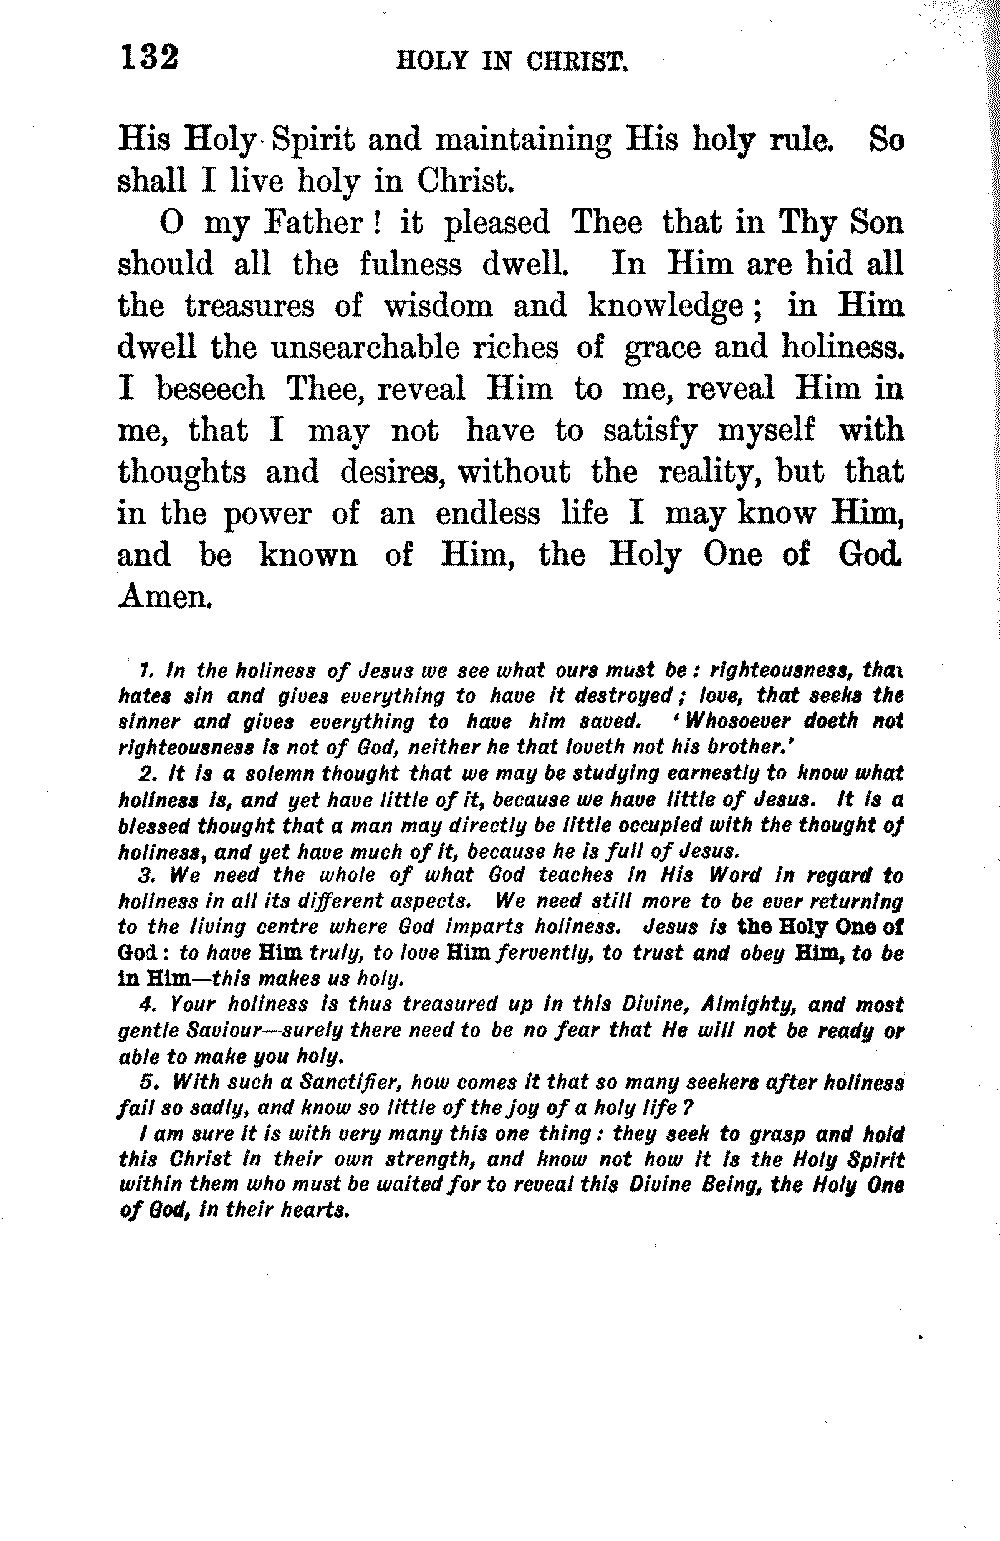 132 HOLY IN CHRIST.
His Holy Spirit and maintaining His holy rule. So
shall I live holy in Christ.
O my Father ! it pleased Thee that in Thy Son
should all the fulness dwell. In Him are hid all
the treasures of wisdom and knowledge ; in Him
dwell the unsearchable riches of grace and holiness.
I beseech Thee, reveal Him to me, reveal Him in
me, that I may not have to satisfy myself with
thoughts and desires, without the reality, but that
in the power of an endless life I may know Him,
and be known of Him, the Holy One of God.
Amen.
1. In the holiness of Jesus we see what ours must be : righteousness, that
hates sin and gives everything to have it destroyed ; love, that seeks the
sinner and gives everything to have him saved. ‘ Whosoever doeth not
righteousness is not of God, neither he that loveth not his brother.’
2. It is a solemn thought that we may be studying earnestly to know what
holiness is, and yet have little of it, because we have little of Jesus. It is a
blessed thought that a man may directly be little occupied with the thought of
holiness, and yet have much of it, because he is full of Jesus.
3. We need the whole of what God teaches in His Word in regard to
holiness in all its different aspects. We need still more to be ever returning
to the living centre where God imparts holiness. Jesus is the Holy One of
God : to have Him truly, to love Him fervently, to trust and obey Him, to be
in Him—this makes us holy.
4. Your holiness is thus treasured up in this Divine, Almighty, and most
gentle Saviour—surely there need to be no fear that He will not be ready or
able to make you holy.
5. With such a Sanctifier, how comes it that so many seekers after holiness
fail so sadly, and know so little of the joy of a holy life ?
I am sure it is with very many this one thing : they seek to grasp and hold
this Christ in their own strength, and know not how it is the Holy Spirit
within them who must be waited for to reveal this Divine Being, the Holy One
of God, in their hearts.